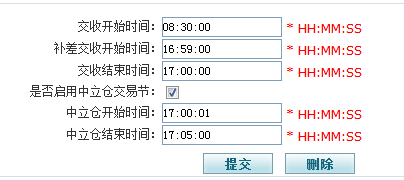 交收开始时间： 08:30:00 * HH:MM:SS
补差交收开始时间： 16:59:00 * HH:MM:SS
交收结束时间： 17:00:00 * HH:MM:SS
是否启用中立仓交易节：
中立仓开始时间： 17:00:01 * HH:MM:SS
中立仓结束时间： 17:05:00 * HH:MM:SS
提交 删除